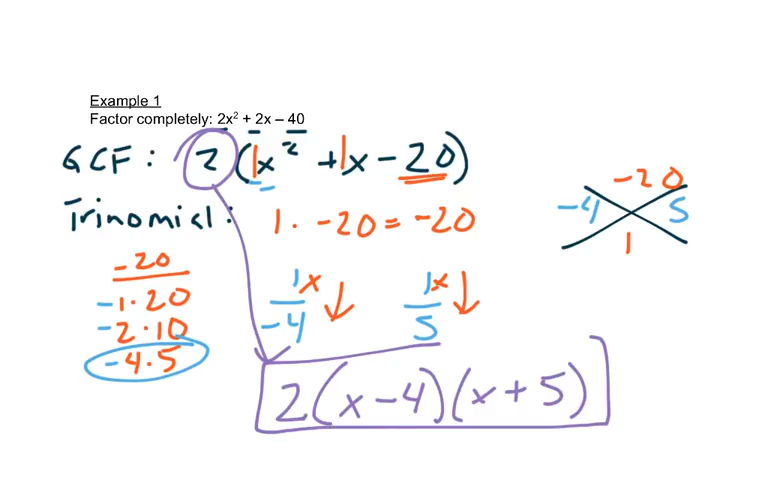 Example 1
Factor completely: 2x² + 2x – 40
GCF: 2(1x² + 1x - 20)
Trinomial: 1 · -20 = -20
-20
-4 5
1
-20
-1 · 20
-2 · 10
-4 · 5
1x/-4 ↓ 1x/5 ↓
2(x-4)(x+5)